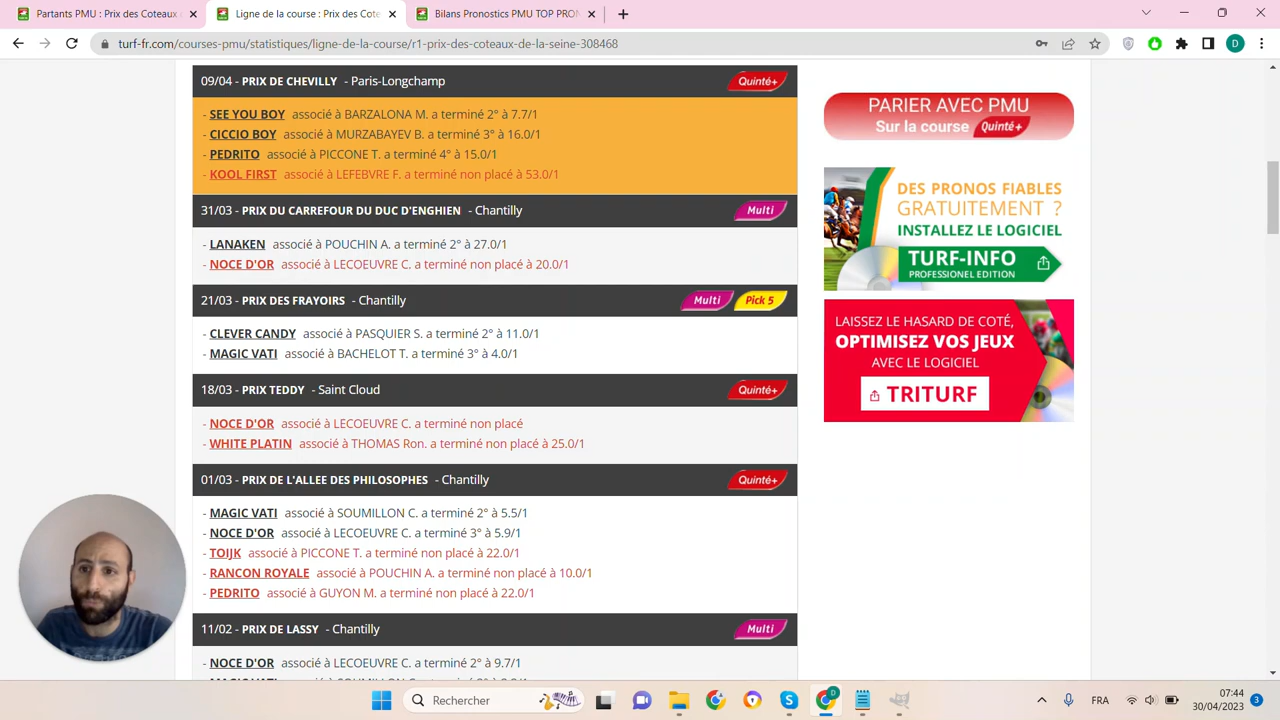 Partants PMU : Prix des Coteaux
Ligne de la course : Prix des Cote
Bilans Pronostics PMU TOP PRON
turf-fr.com/courses-pmu/statistiques/ligne-de-la-course/r1-prix-des-coteaux-de-la-seine-308468
D
09/04 - PRIX DE CHEVILLY - Paris-Longchamp Quinté+
- SEE YOU BOY associé à BARZALONA M. a terminé 2° à 7.7/1
- CICCIO BOY associé à MURZABAYEV B. a terminé 3° à 16.0/1
- PEDRITO associé à PICCONE T. a terminé 4° à 15.0/1
- KOOL FIRST associé à LEFEBVRE F. a terminé non placé à 53.0/1
31/03 - PRIX DU CARREFOUR DU DUC D'ENGHIEN - Chantilly Multi
- LANAKEN associé à POUCHIN A. a terminé 2° à 27.0/1
- NOCE D'OR associé à LECOEUVRE C. a terminé non placé à 20.0/1
21/03 - PRIX DES FRAYOIRS - Chantilly Multi Pick 5
- CLEVER CANDY associé à PASQUIER S. a terminé 2° à 11.0/1
- MAGIC VATI associé à BACHELOT T. a terminé 3° à 4.0/1
18/03 - PRIX TEDDY - Saint Cloud Quinté+
- NOCE D'OR associé à LECOEUVRE C. a terminé non placé
- WHITE PLATIN associé à THOMAS Ron. a terminé non placé à 25.0/1
01/03 - PRIX DE L'ALLEE DES PHILOSOPHES - Chantilly Quinté+
- MAGIC VATI associé à SOUMILLON C. a terminé 2° à 5.5/1
- NOCE D'OR associé à LECOEUVRE C. a terminé 3° à 5.9/1
- TOIJK associé à PICCONE T. a terminé non placé à 22.0/1
- RANCON ROYALE associé à POUCHIN A. a terminé non placé à 10.0/1
- PEDRITO associé à GUYON M. a terminé non placé à 22.0/1
11/02 - PRIX DE LASSY - Chantilly Multi
- NOCE D'OR associé à LECOEUVRE C. a terminé 2° à 9.7/1
PARIER AVEC PMU
Sur la course Quinté+
DES PRONOS FIABLES
GRATUITEMENT ?
INSTALLEZ LE LOGICIEL
TURF-INFO
PROFESSIONEL EDITION
LAISSEZ LE HASARD DE COTÉ,
OPTIMISEZ VOS JEUX
AVEC LE LOGICIEL
TRITURF
Rechercher
FRA
07:44
30/04/2023
3